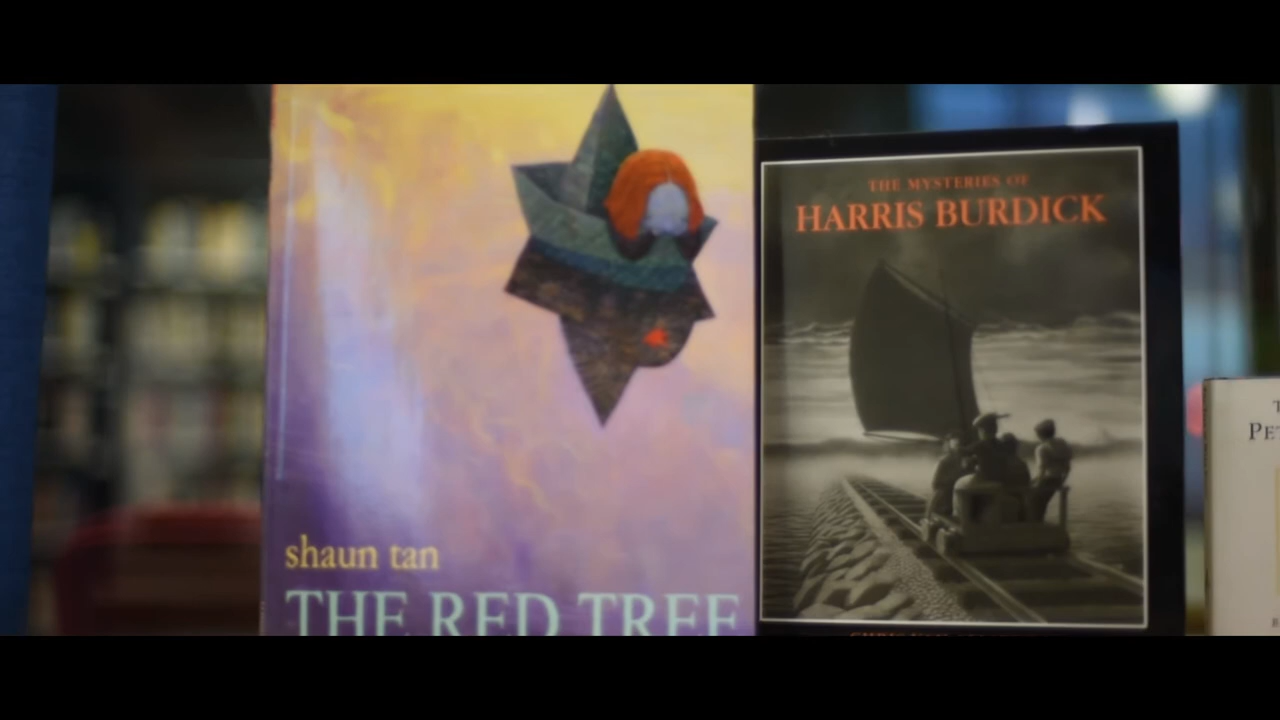 shaun tan
THE RED TREE
THE MYSTERIES OF
HARRIS BURDICK